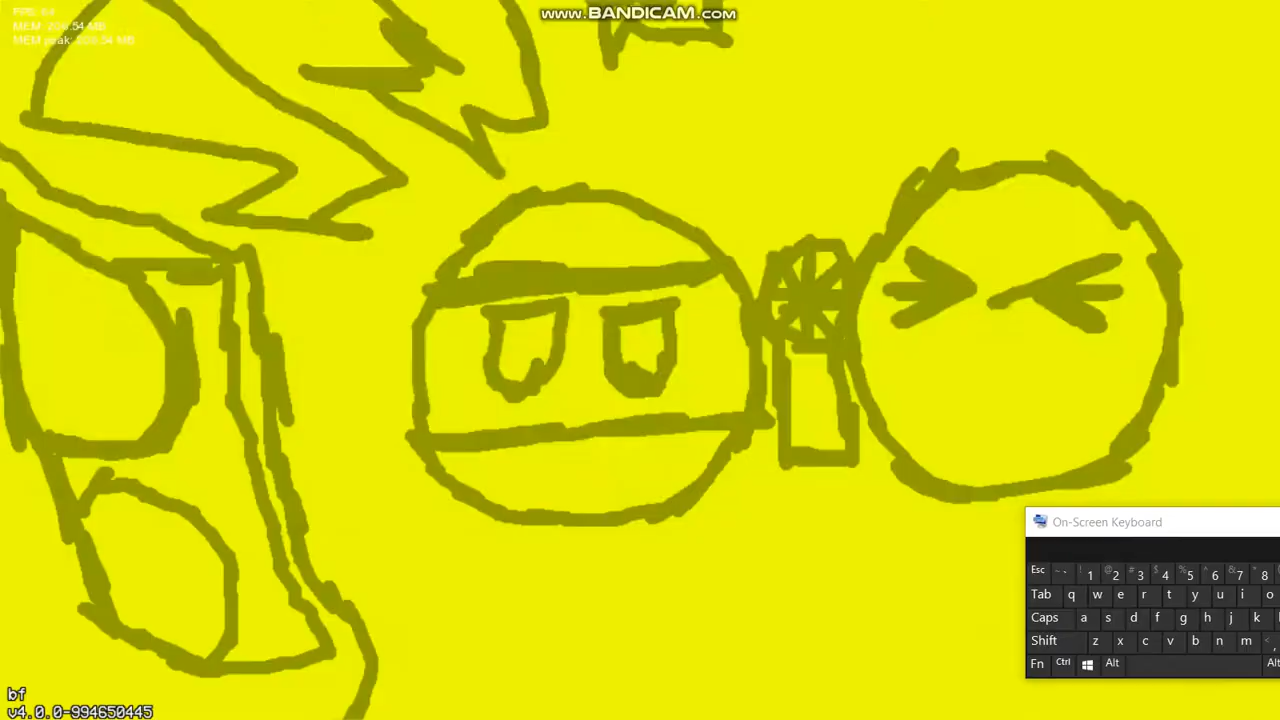 www.BANDICAM.com
On-Screen Keyboard
Esc ~ ` ! 1 @ 2 # 3 $ 4 % 5 ^ 6 & 7 * 8
Tab q w e r t y u i o
Caps a s d f g h j k
Shift z x c v b n m < ,
Fn Ctrl Alt Alt
bf
v4.0.0-994650445